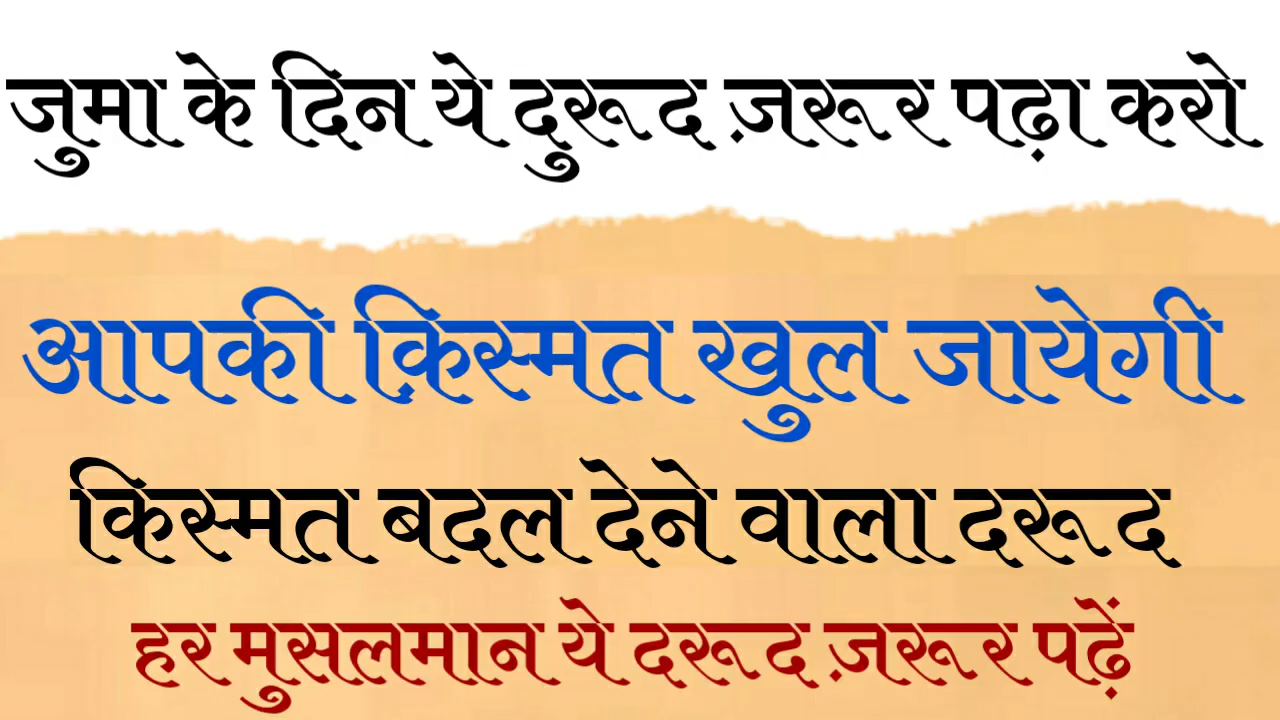 जुमा के दिन ये दुरूद ज़रूर पढ़ा करो
आपकी क़िस्मत खुल जायेगी
किस्मत बदल देने वाला दरूद
हर मुसलमान ये दरूद ज़रूर पढ़ें